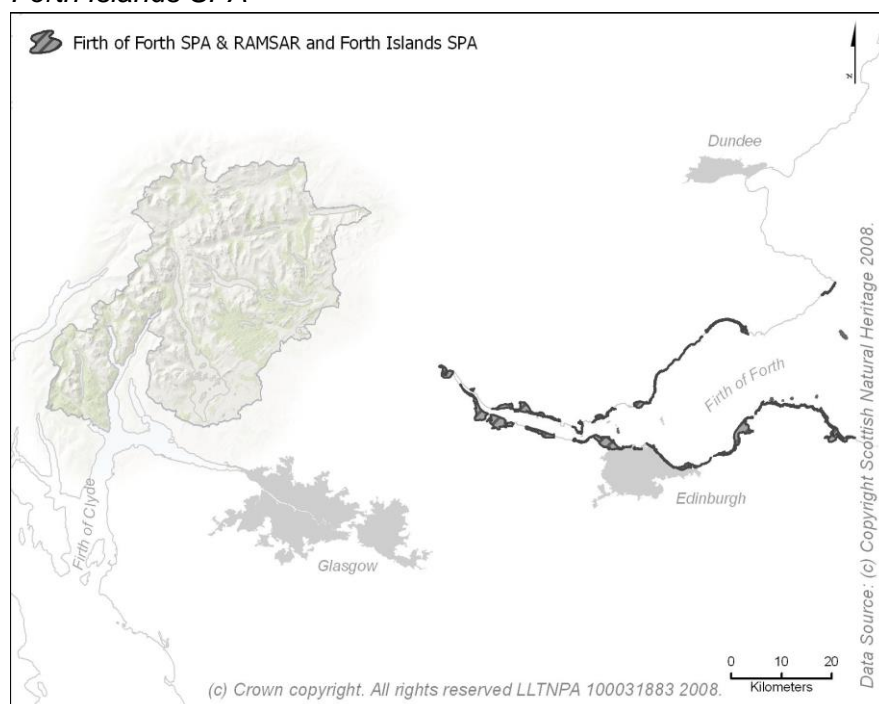 Forth Islands SPA
Firth of Forth SPA & RAMSAR and Forth Islands SPA
N
Dundee
Firth of Forth
Edinburgh
Firth of Clyde
Glasgow
Data Source: (c) Copyright Scottish Natural Heritage 2008.
0 10 20
Kilometers
(c) Crown copyright. All rights reserved LLTNPA 100031883 2008.